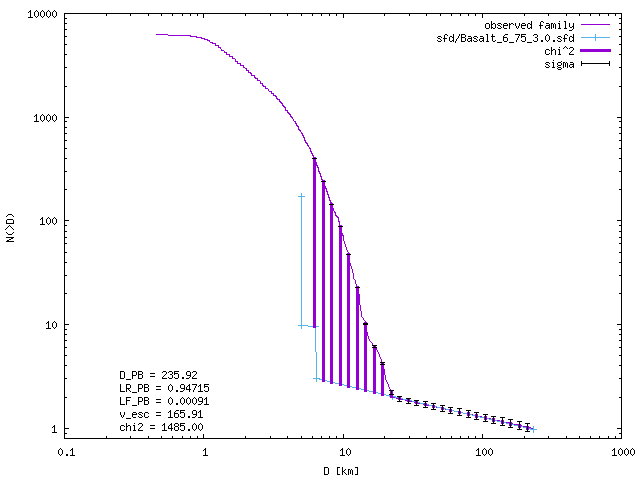 10000
1000
100
10
1
N(>D)
observed family
sfd/Basalt_6_75_3.0.sfd
chi^2
sigma
D_PB = 235.92
LR_PB = 0.94715
LF_PB = 0.00091
v_esc = 165.91
chi2 = 1485.00
0.1 1 10 100 1000
D [km]